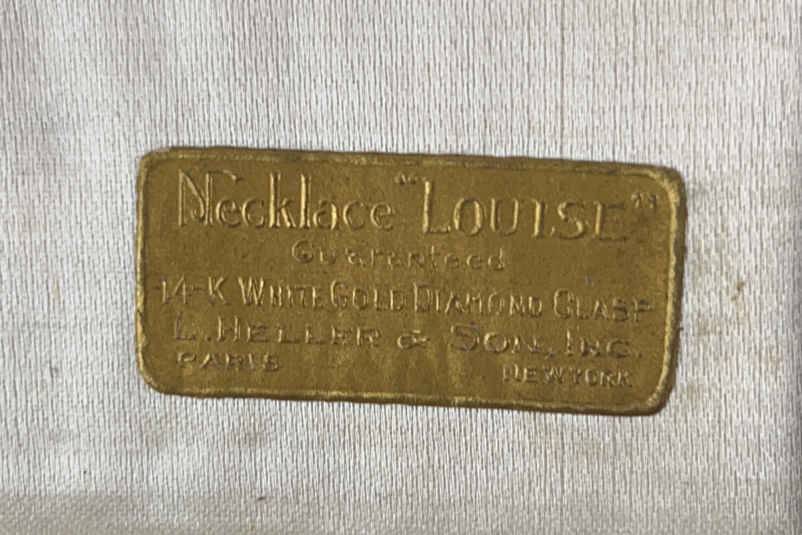 Necklace "LOUISE"
Guaranteed
14-K WHITE GOLD DIAMOND CLASP
L. HELLER & SON, INC.
PARIS NEW YORK